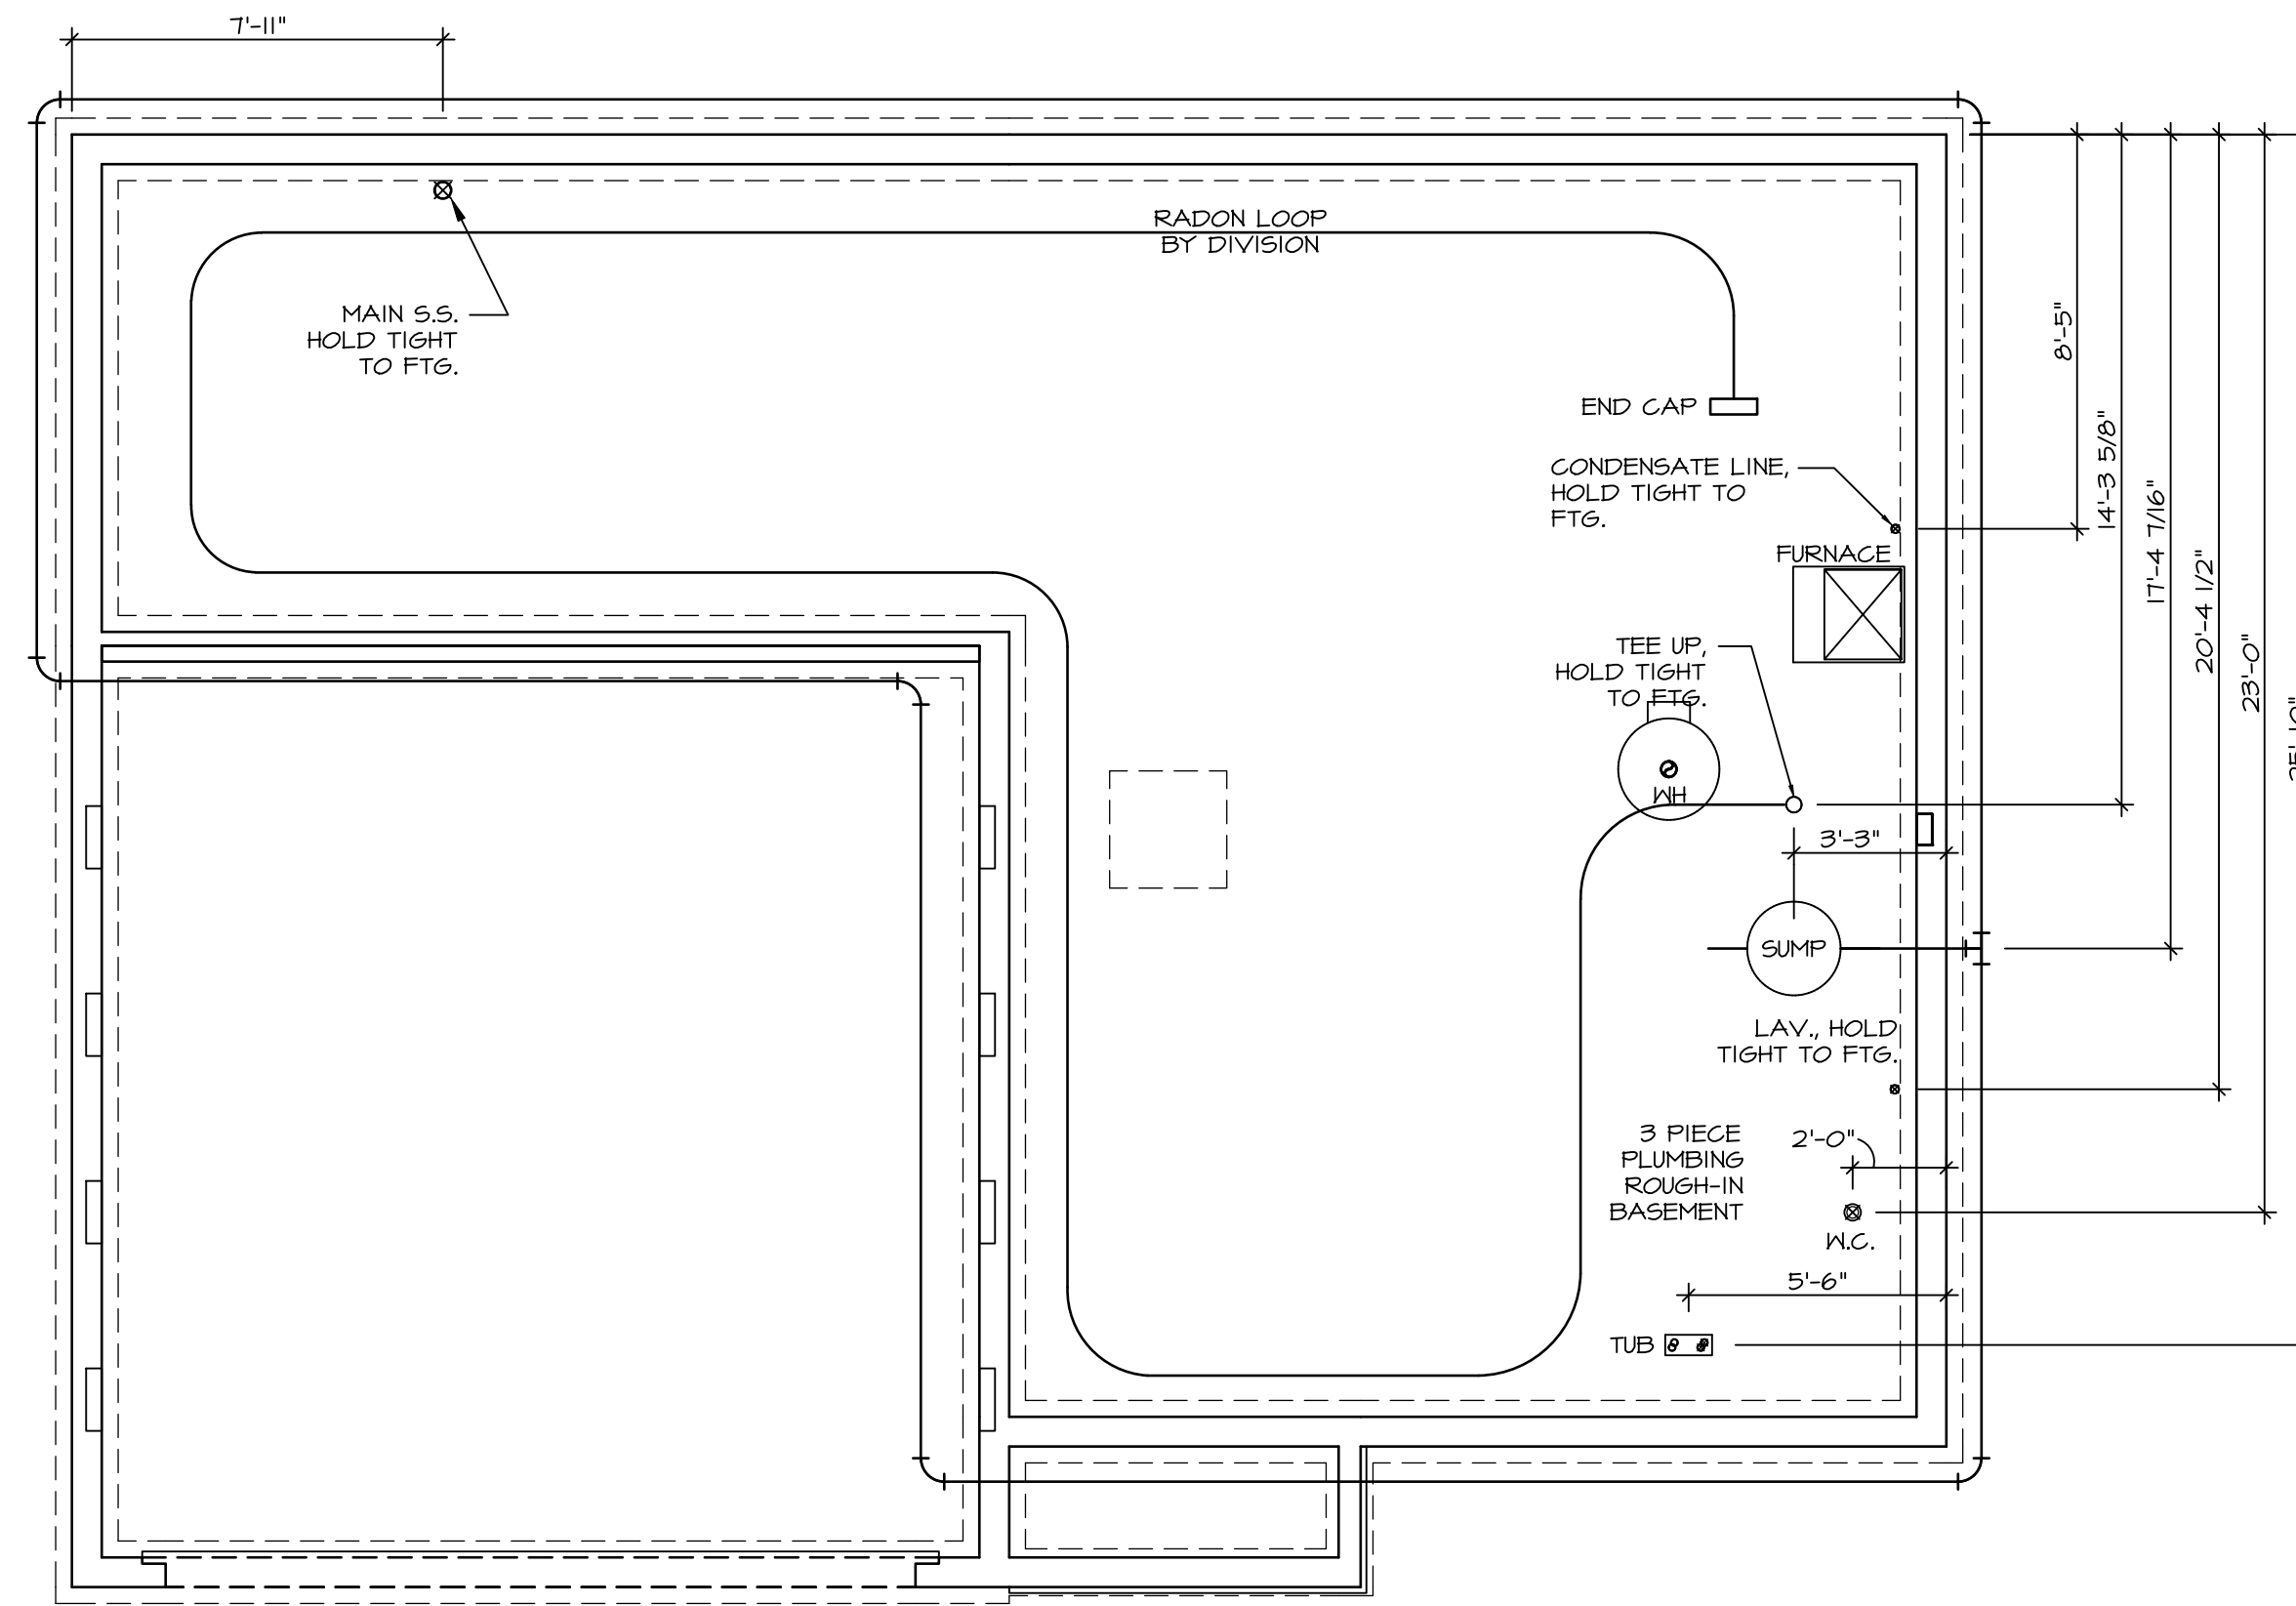 7'-11"
RADON LOOP
BY DIVISION
MAIN S.S.
HOLD TIGHT
TO FTG.
8'-5"
END CAP
CONDENSATE LINE,
HOLD TIGHT TO
FTG.
14'-3 5/8"
17'-4 7/16"
FURNACE
20'-4 1/2"
TEE UP,
HOLD TIGHT
TO FTG.
23'-0"
WH
3'-3"
SUMP
LAV., HOLD
TIGHT TO FTG.
3 PIECE
PLUMBING
ROUGH-IN
BASEMENT
2'-0"
W.C.
5'-6"
TUB